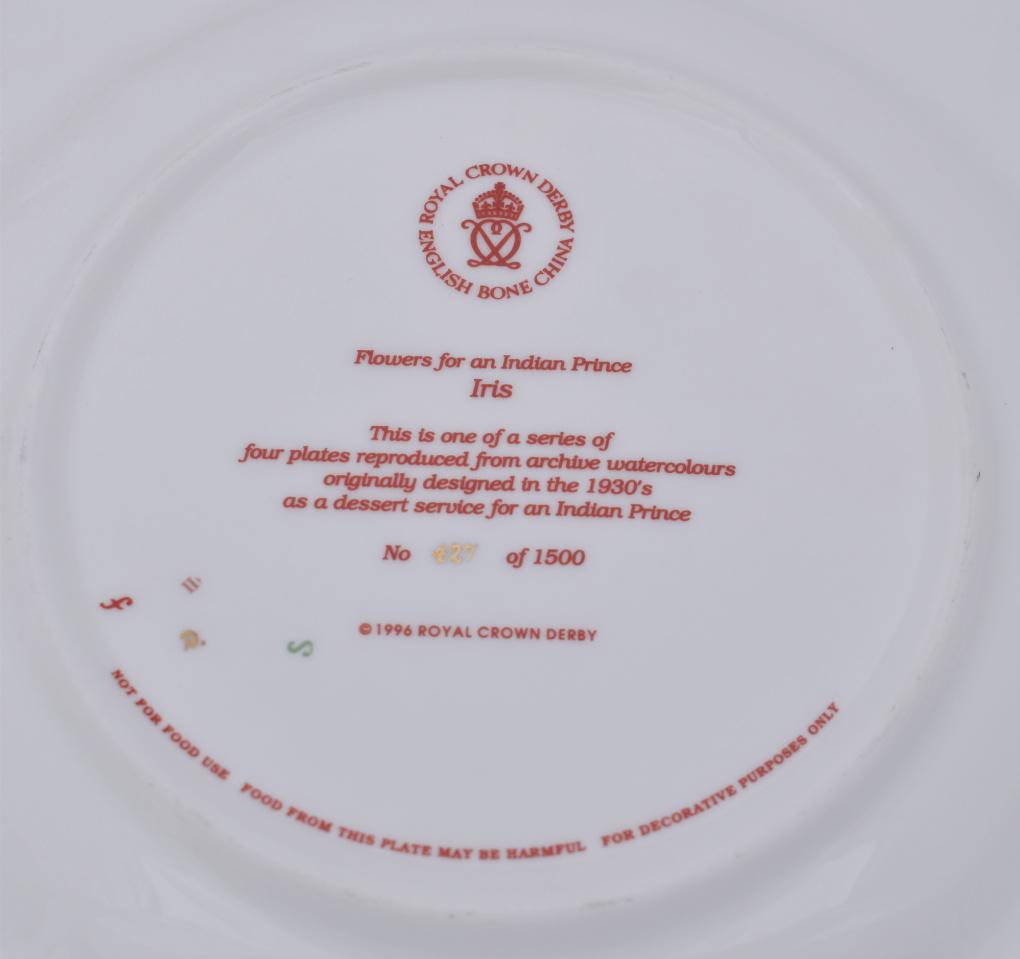 ROYAL CROWN DERBY
ENGLISH BONE CHINA
Flowers for an Indian Prince
Iris
This is one of a series of
four plates reproduced from archive watercolours
originally designed in the 1930's
as a dessert service for an Indian Prince
No 427 of 1500
©1996 ROYAL CROWN DERBY
NOT FOR FOOD USE FOOD FROM THIS PLATE MAY BE HARMFUL FOR DECORATIVE PURPOSES ONLY